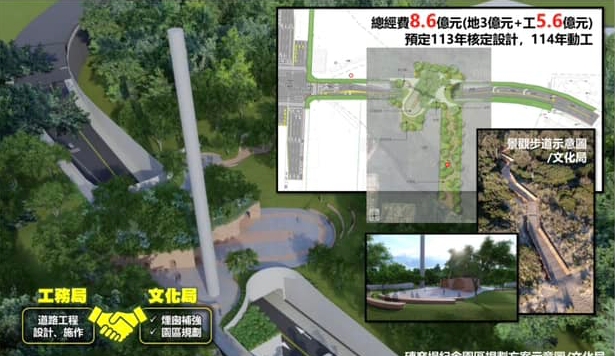 總經費8.6億元(地3億元+工5.6億元)
預定113年核定設計，114年動工
景觀步道示意圖
/文化局
工務局
文化局
道路工程
設計、施作
✓ 煙囪補強
✓ 園區規劃